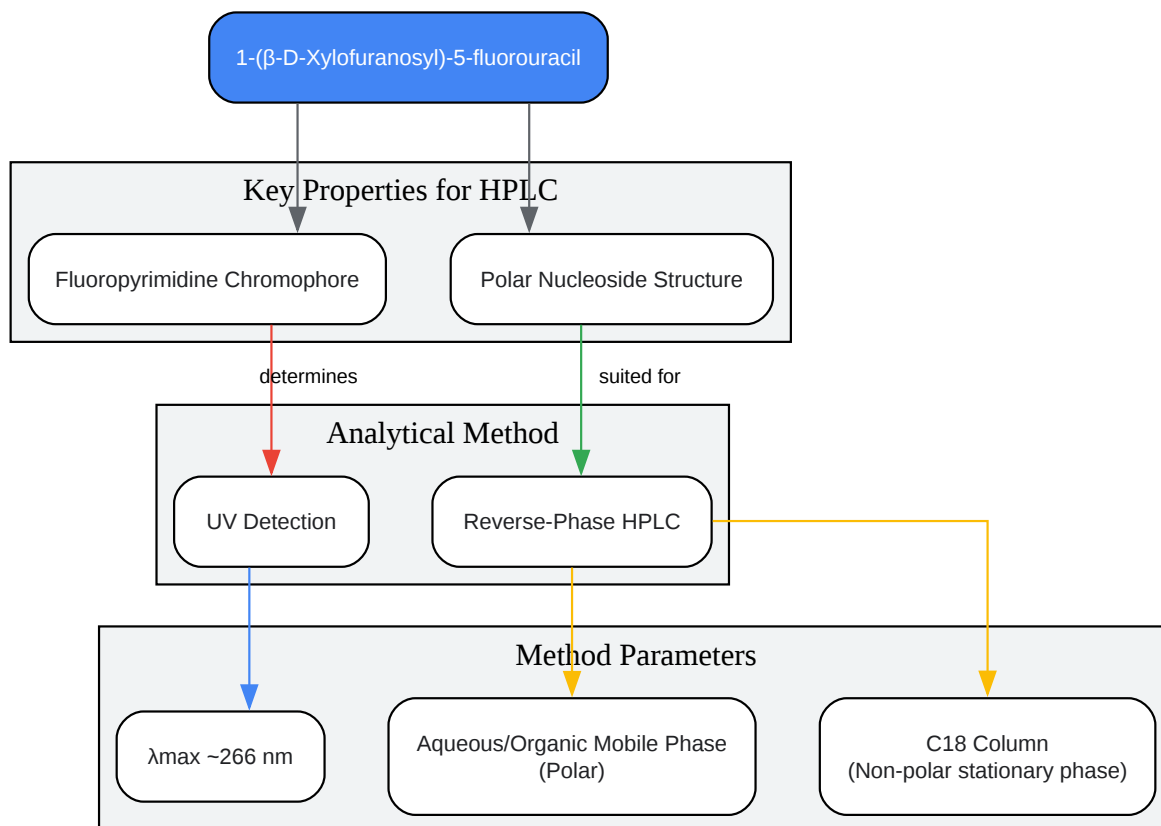 1-(β-D-Xylofuranosyl)-5-fluorouracil
Key Properties for HPLC
Fluoropyrimidine Chromophore
Polar Nucleoside Structure
determines
suited for
Analytical Method
UV Detection
Reverse-Phase HPLC
Method Parameters
λmax ~266 nm
Aqueous/Organic Mobile Phase
(Polar)
C18 Column
(Non-polar stationary phase)